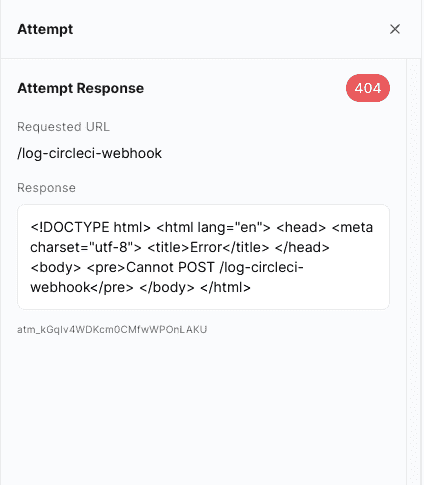 Attempt
Attempt Response
404
Requested URL
/log-circleci-webhook
Response
<!DOCTYPE html> <html lang="en"> <head> <meta
charset="utf-8"> <title>Error</title> </head>
<body> <pre>Cannot POST /log-circleci-
webhook</pre> </body> </html>
atm_kGqIv4WDKcm0CMfwWPOnLAKU